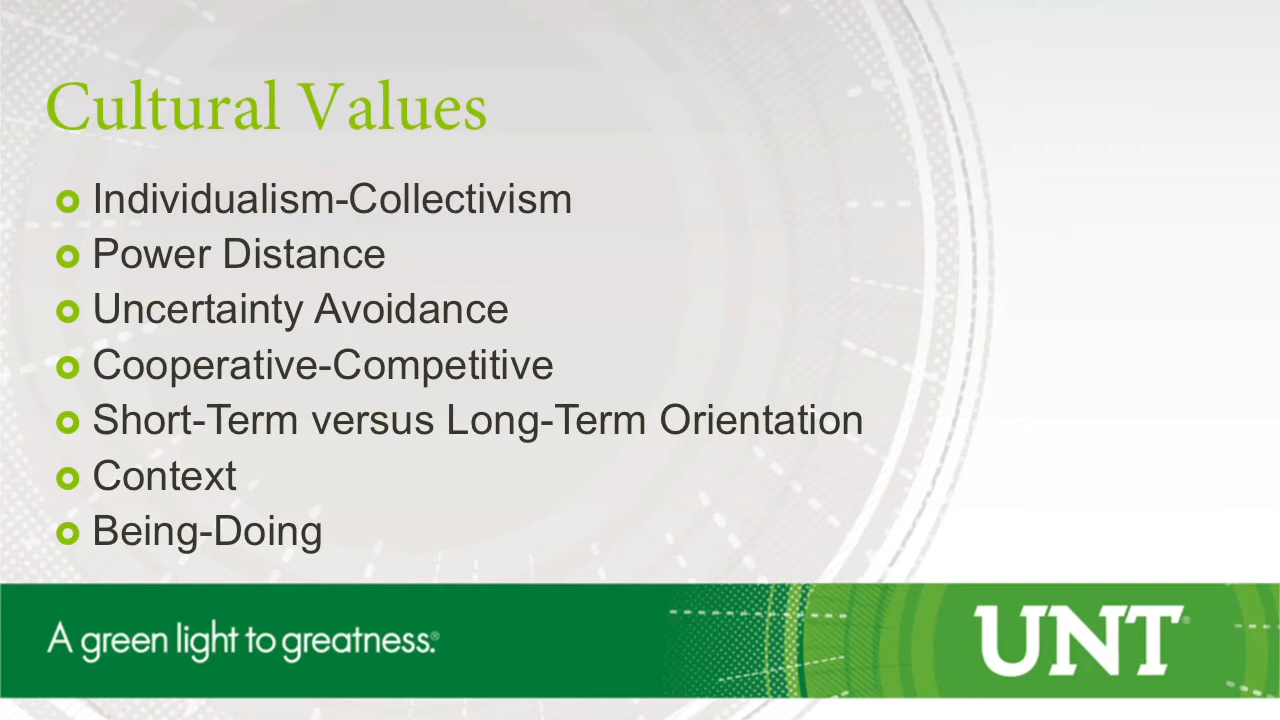 Cultural Values
Individualism-Collectivism
Power Distance
Uncertainty Avoidance
Cooperative-Competitive
Short-Term versus Long-Term Orientation
Context
Being-Doing
A green light to greatness.®
UNT®